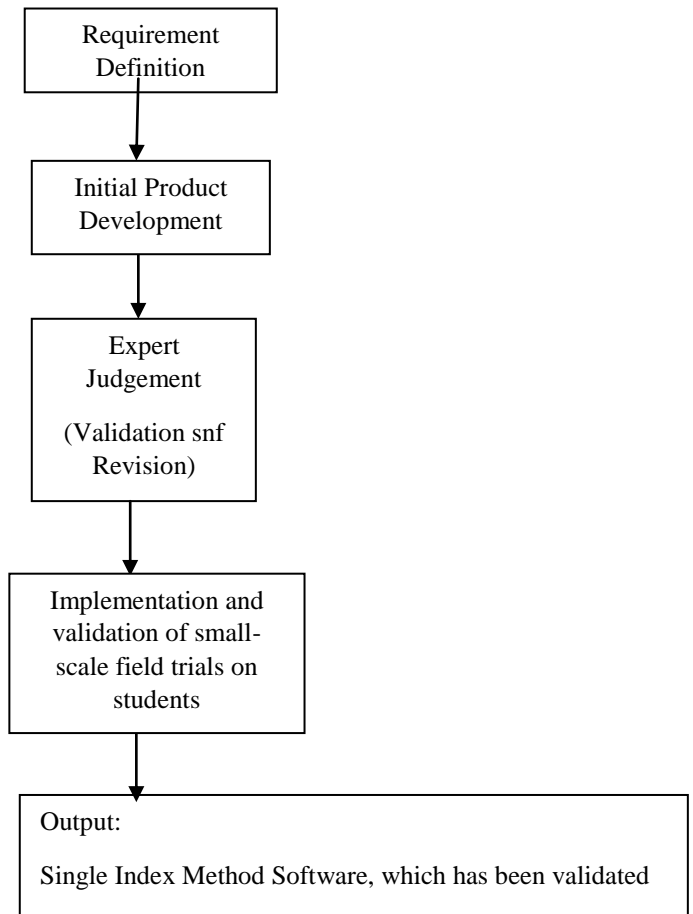 Requirement
Definition
Initial Product
Development
Expert
Judgement
(Validation snf
Revision)
Implementation and
validation of small-
scale field trials on
students
Output:
Single Index Method Software, which has been validated